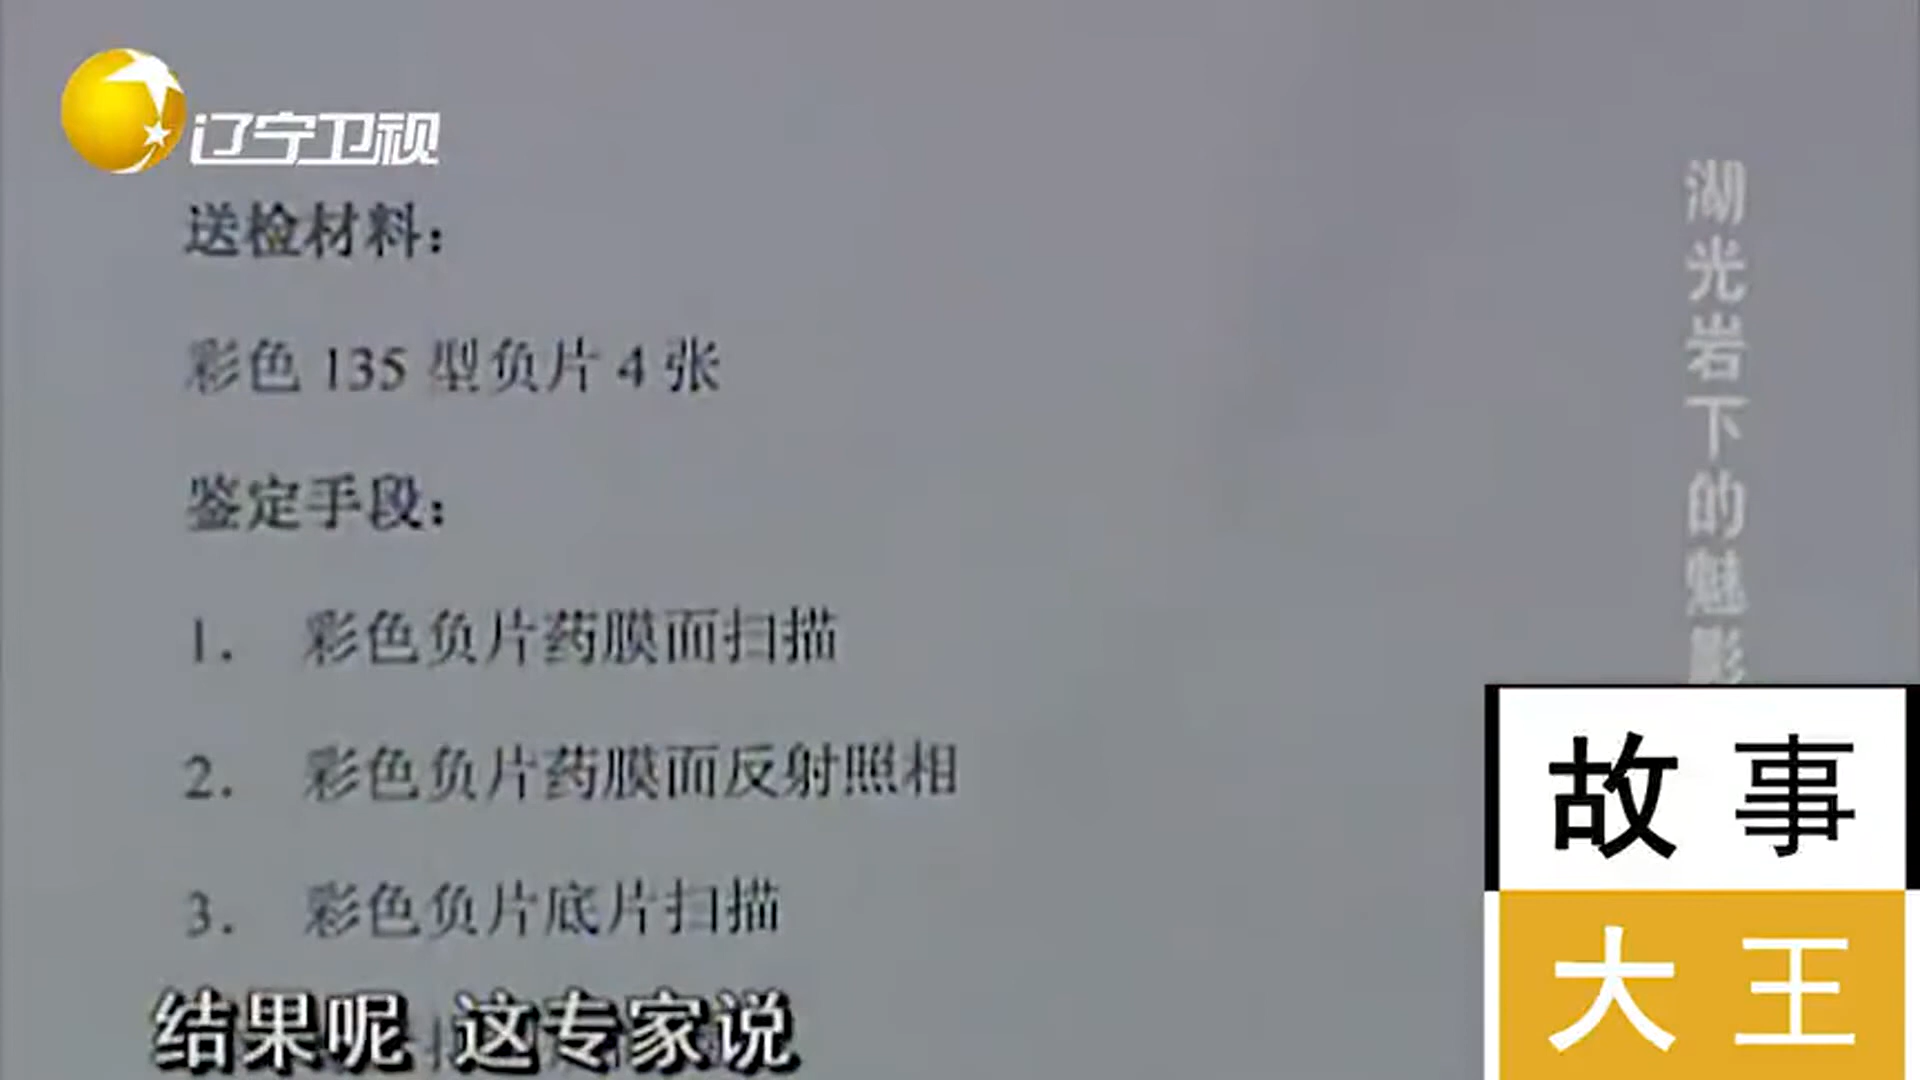 辽宁卫视
送检材料：
彩色 135 型负片 4 张
鉴定手段：
1. 彩色负片药膜面扫描
2. 彩色负片药膜面反射照相
3. 彩色负片底片扫描
结果呢 这专家说
湖光岩下的魅影
故事
大王